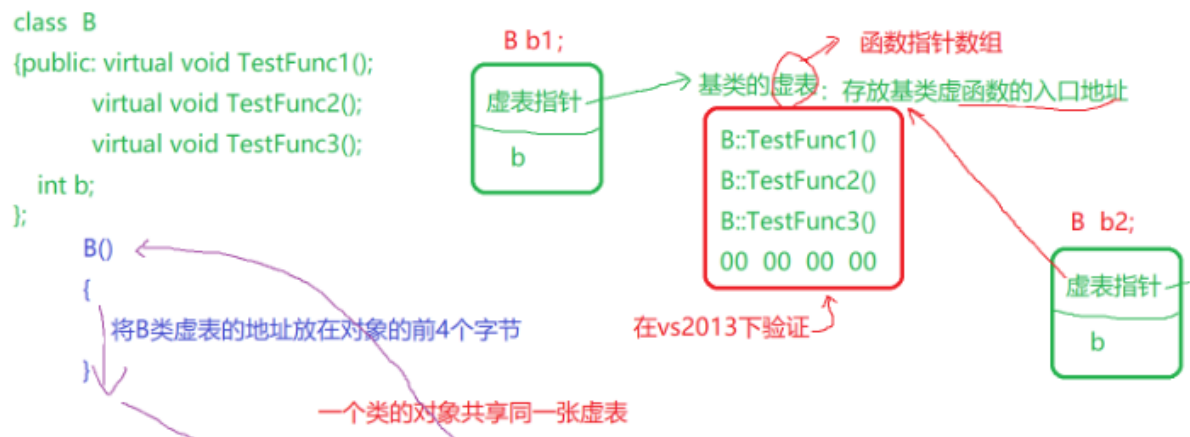 class B
{public: virtual void TestFunc1();
virtual void TestFunc2();
virtual void TestFunc3();
int b;
};
B b1;
虚表指针
b
函数指针数组
基类的虚表：存放基类虚函数的入口地址
B::TestFunc1()
B::TestFunc2()
B::TestFunc3()
00 00 00 00
在vs2013下验证
B b2;
虚表指针
b
B()
{
将B类虚表的地址放在对象的前4个字节
}
一个类的对象共享同一张虚表